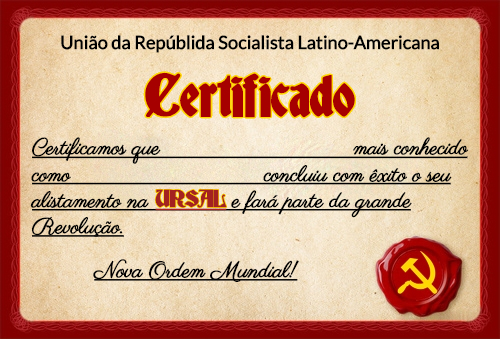 União da Repúblida Socialista Latino-Americana
Certificado
Certificamos que mais conhecido
como concluiu com êxito o seu
alistamento na URSAL e fará parte da grande
Revolução.
Nova Ordem Mundial!